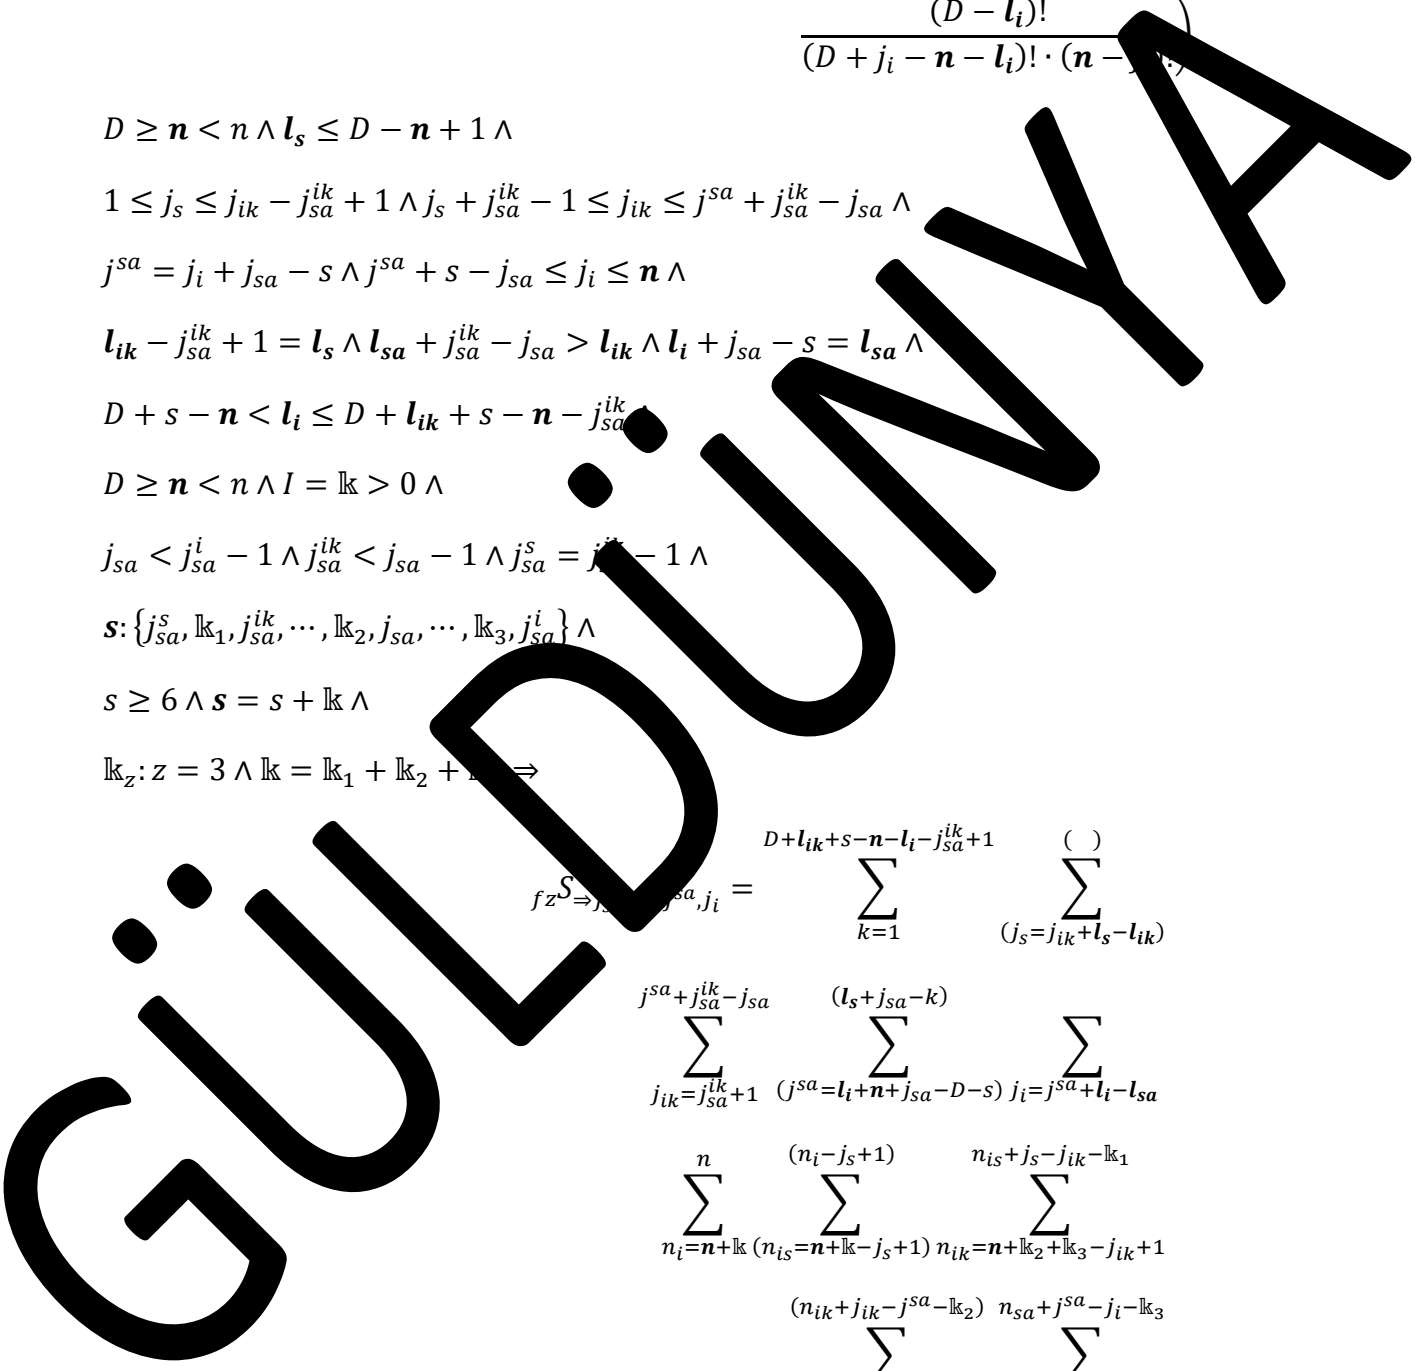 (D − l_i)!
(D + j_i − n − l_i)! · (n −
D ≥ n < n ∧ l_s ≤ D − n + 1 ∧
1 ≤ j_s ≤ j_ik − j_sa^ik + 1 ∧ j_s + j_sa^ik − 1 ≤ j_ik ≤ j^sa + j_sa^ik − j_sa ∧
j^sa = j_i + j_sa − s ∧ j^sa + s − j_sa ≤ j_i ≤ n ∧
l_ik − j_sa^ik + 1 = l_s ∧ l_sa + j_sa^ik − j_sa > l_ik ∧ l_i + j_sa − s = l_sa ∧
D + s − n < l_i ≤ D + l_ik + s − n − j_sa^ik
D ≥ n < n ∧ I = 𝕜 > 0 ∧
j_sa < j_sa^i − 1 ∧ j_sa^ik < j_sa − 1 ∧ j_sa^s = − 1 ∧
s: {j_sa^s, 𝕜_1, j_sa^ik, ⋯ , 𝕜_2, j_sa, ⋯ , 𝕜_3, j_sa^i} ∧
s ≥ 6 ∧ s = s + 𝕜 ∧
𝕜_z: z = 3 ∧ 𝕜 = 𝕜_1 + 𝕜_2 + ⇒
D+l_ik+s−n−l_i−j_sa^ik+1 ( )
fzS⇒ ,j_i = ∑ ∑
k=1 (j_s=j_ik+l_s−l_ik)
j^sa+j_sa^ik−j_sa (l_s+j_sa−k)
∑ ∑ ∑
j_ik=j_sa^ik+1 (j^sa=l_i+n+j_sa−D−s) j_i=j^sa+l_i−l_sa
n (n_i−j_s+1) n_is+j_s−j_ik−𝕜_1
∑ ∑ ∑
n_i=n+𝕜 (n_is=n+𝕜−j_s+1) n_ik=n+𝕜_2+𝕜_3−j_ik+1
(n_ik+j_ik−j^sa−𝕜_2) n_sa+j^sa−j_i−𝕜_3
∑ ∑
GÜLDÜNYA